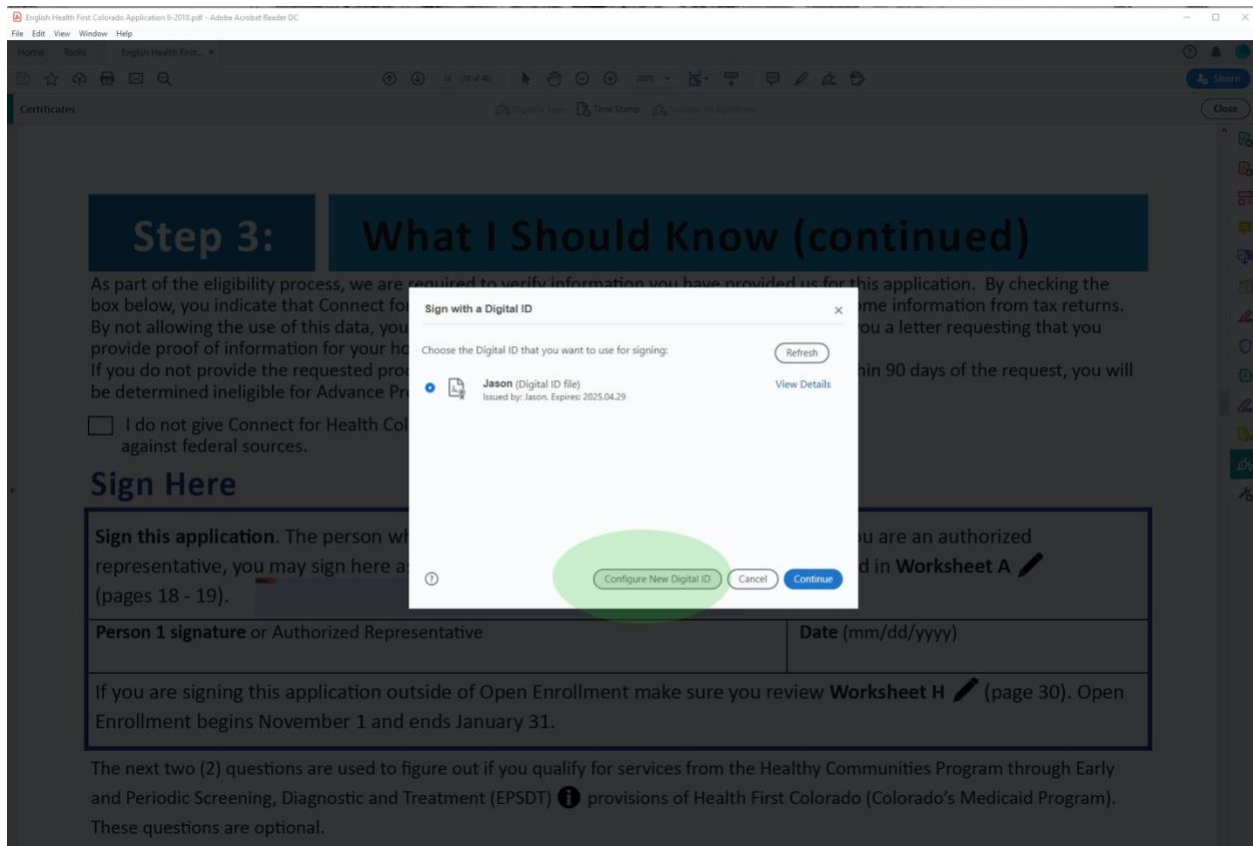 English Health First Colorado Application 6-2018.pdf - Adobe Acrobat Reader DC
File Edit View Window Help
Home Tools English Health First...
200%
Share
Certificates
Digitally Sign Time Stamp Validate All Signatures
Close
Step 3: What I Should Know (continued)
As part of the eligibility process, we are required to verify information you have provided us for this application. By checking the
box below, you indicate that Connect for me information from tax returns.
By not allowing the use of this data, you ou a letter requesting that you
provide proof of information for your ho
If you do not provide the requested proo hin 90 days of the request, you will
be determined ineligible for Advance Pr
I do not give Connect for Health Col
against federal sources.
Sign with a Digital ID
Choose the Digital ID that you want to use for signing:
Refresh
Jason (Digital ID file)
View Details
Issued by: Jason, Expires: 2025.04.29
Configure New Digital ID Cancel Continue
Sign Here
Sign this application. The person wh u are an authorized
representative, you may sign here a d in Worksheet A
(pages 18 - 19).
Person 1 signature or Authorized Representative Date (mm/dd/yyyy)
If you are signing this application outside of Open Enrollment make sure you review Worksheet H (page 30). Open
Enrollment begins November 1 and ends January 31.
The next two (2) questions are used to figure out if you qualify for services from the Healthy Communities Program through Early
and Periodic Screening, Diagnostic and Treatment (EPSDT) provisions of Health First Colorado (Colorado's Medicaid Program).
These questions are optional.